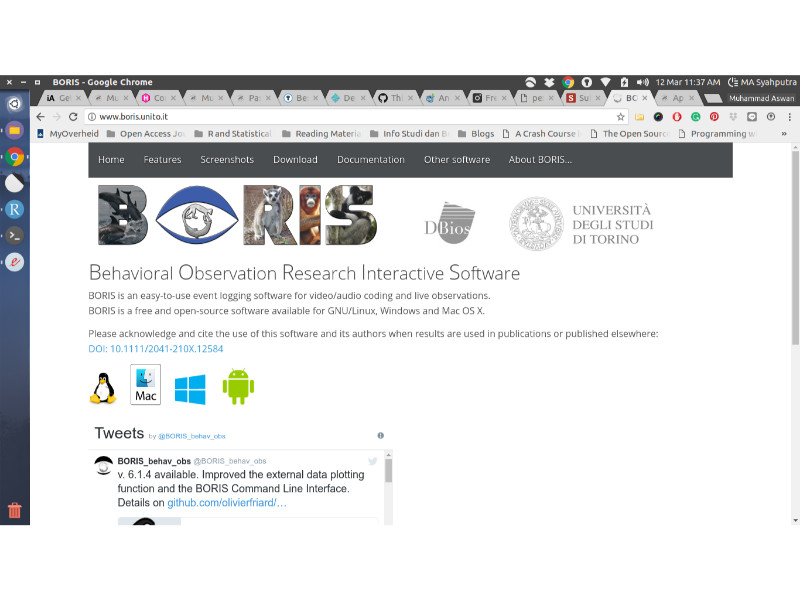 BORIS - Google Chrome
12 Mar 11:37 AM
MA Syahputra
iA
Mu
Co
Mu
Pa
Be
De
Th
An
Fre
pe
Su
BO
Ap
Muhammad Aswan
www.boris.unito.it
MyOverheid
Open Access Jo
R and Statistical
Reading Materia
Info Studi dan B
Blogs
A Crash Course
The Open Sourc
Programming w
Home
Features
Screenshots
Download
Documentation
Other software
About BORIS...
BORIS
DBios
UNIVERSITÀ
DEGLI STUDI
DI TORINO
Behavioral Observation Research Interactive Software
BORIS is an easy-to-use event logging software for video/audio coding and live observations.
BORIS is a free and open-source software available for GNU/Linux, Windows and Mac OS X.
Please acknowledge and cite the use of this software and its authors when results are used in publications or published elsewhere:
DOI: 10.1111/2041-210X.12584
Mac
Tweets by @BORIS_behav_obs
BORIS_behav_obs @BORIS_behav_obs
v. 6.1.4 available. Improved the external data plotting
function and the BORIS Command Line Interface.
Details on github.com/olivierfriard/…